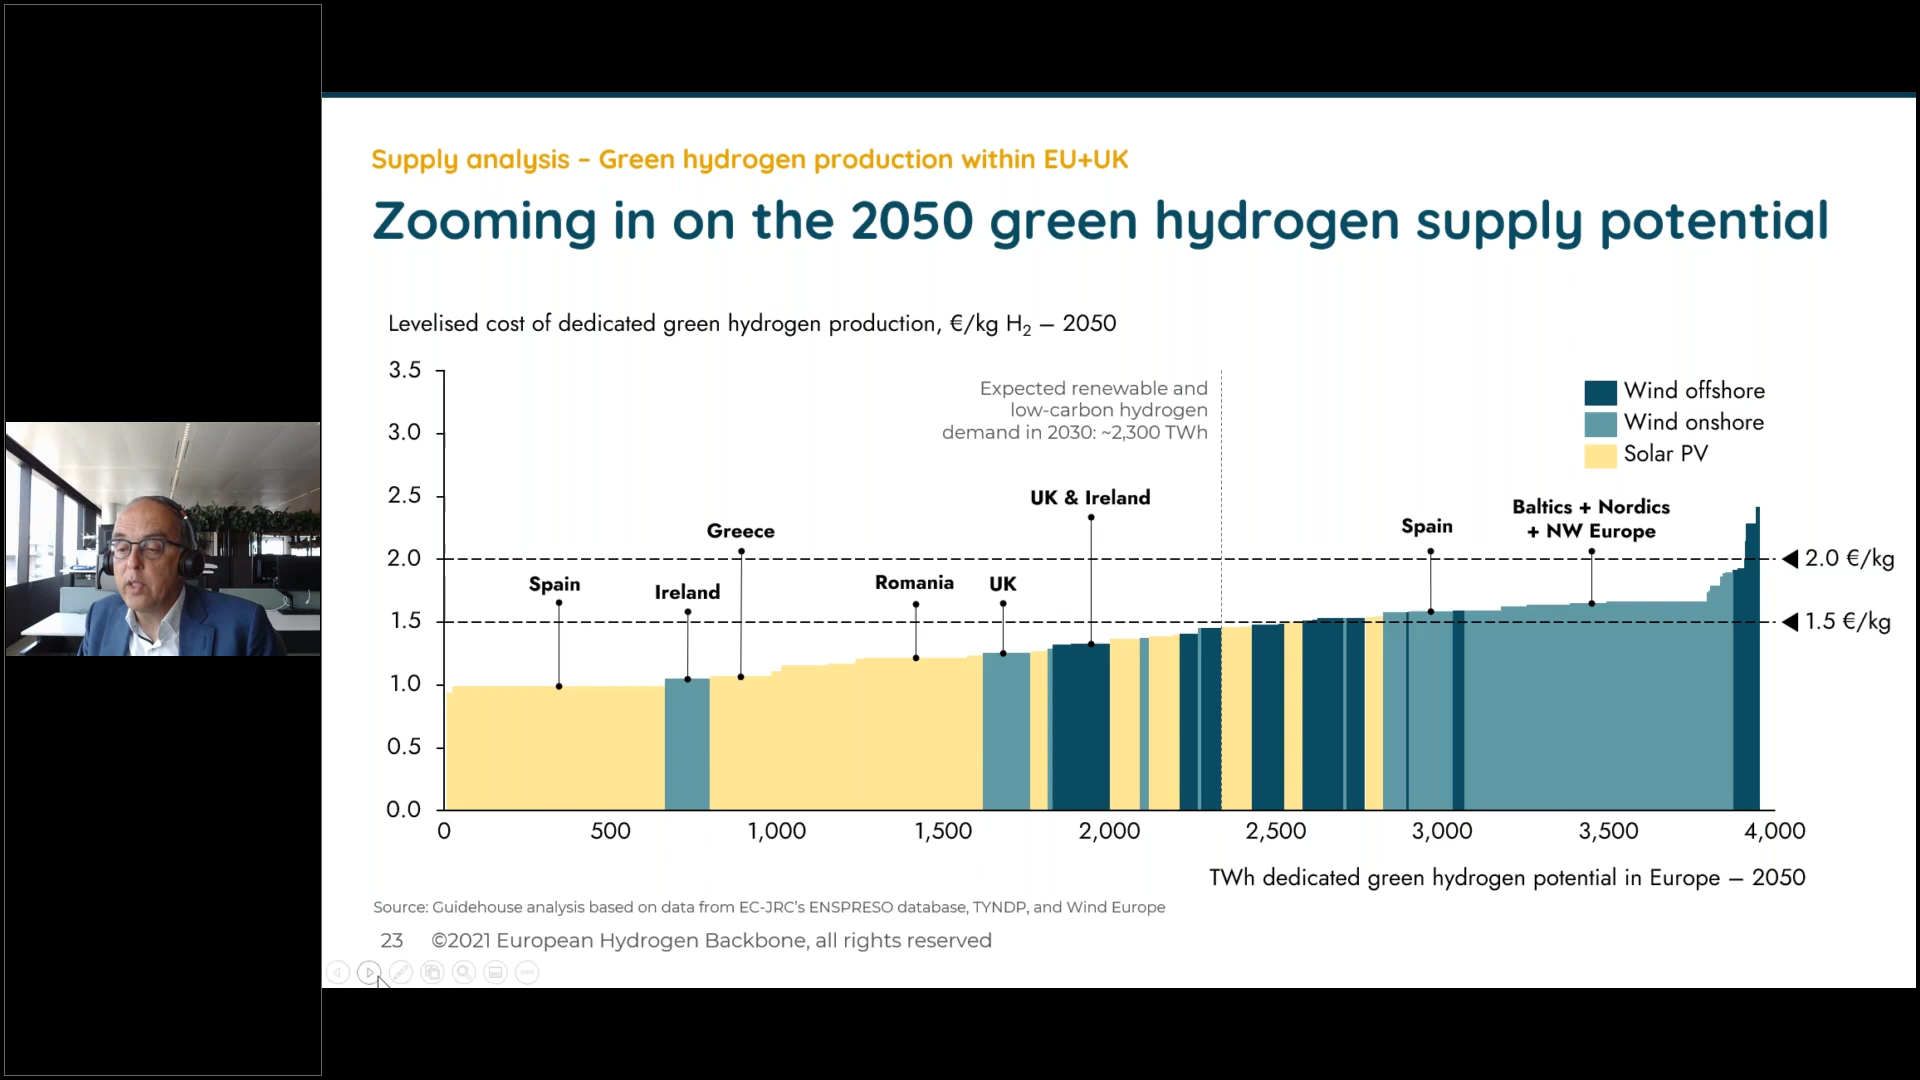 Supply analysis – Green hydrogen production within EU+UK
Zooming in on the 2050 green hydrogen supply potential
Levelised cost of dedicated green hydrogen production, €/kg H₂ – 2050
3.5
3.0
2.5
2.0
1.5
1.0
0.5
0.0
Expected renewable and
low-carbon hydrogen
demand in 2030: ~2,300 TWh
Wind offshore
Wind onshore
Solar PV
Spain
Ireland
Greece
Romania
UK
UK & Ireland
Spain
Baltics + Nordics
+ NW Europe
2.0 €/kg
1.5 €/kg
0
500
1,000
1,500
2,000
2,500
3,000
3,500
4,000
TWh dedicated green hydrogen potential in Europe – 2050
Source: Guidehouse analysis based on data from EC-JRC's ENSPRESO database, TYNDP, and Wind Europe
23 ©2021 European Hydrogen Backbone, all rights reserved